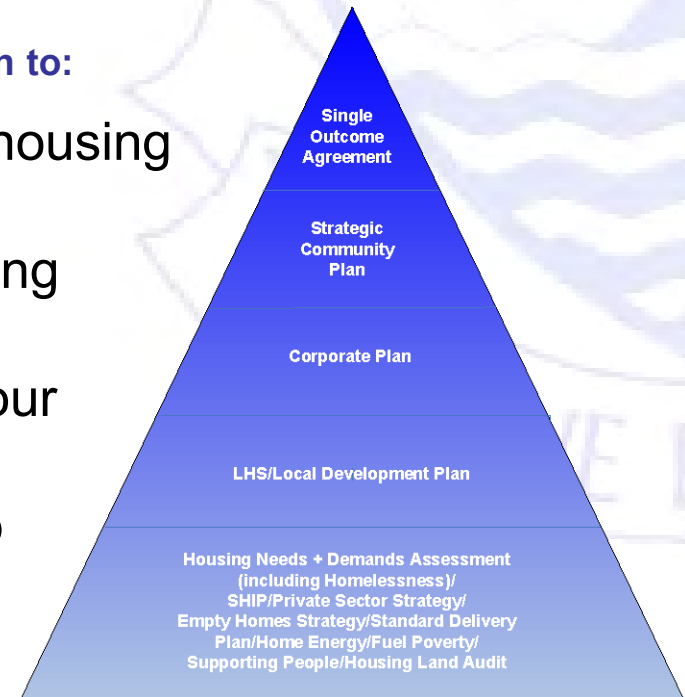 n to:
housing
ng
our
Single
Outcome
Agreement
Strategic
Community
Plan
Corporate Plan
LHS/Local Development Plan
Housing Needs + Demands Assessment
(including Homelessness)/
SHIP/Private Sector Strategy/
Empty Homes Strategy/Standard Delivery
Plan/Home Energy/Fuel Poverty/
Supporting People/Housing Land Audit